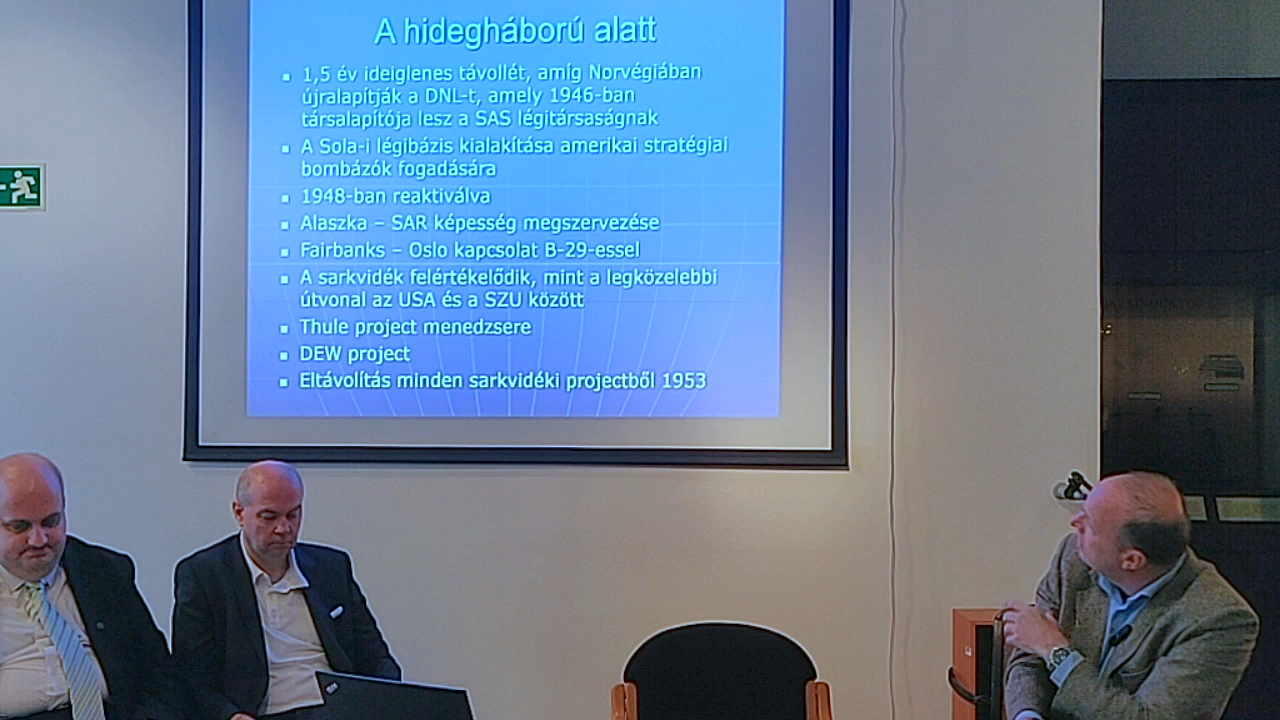 A hidegháború alatt
1,5 év ideiglenes távollét, amíg Norvégiában
újralapítják a DNL-t, amely 1946-ban
társalapítója lesz a SAS légitársaságnak
A Sola-i légibázis kialakítása amerikai stratégiai
bombázók fogadására
1948-ban reaktiválva
Alaszka – SAR képesség megszervezése
Fairbanks – Oslo kapcsolat B-29-essel
A sarkvidék felértékelődik, mint a legközelebbi
útvonal az USA és a SZU között
Thule project menedzsere
DEW project
Eltávolítás minden sarkvidéki projectből 1953